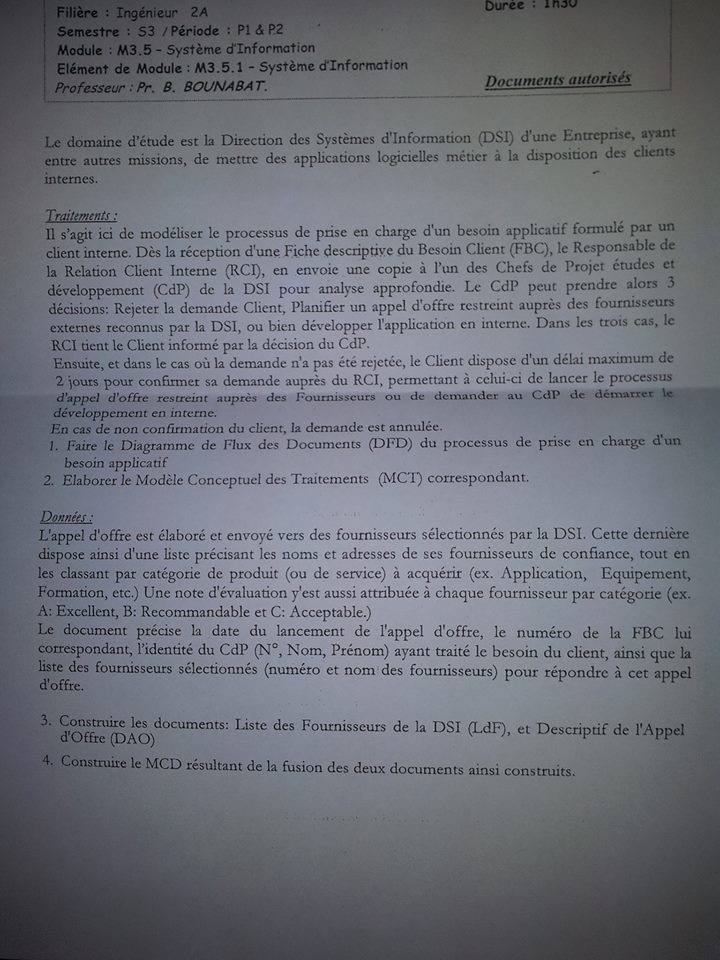 Filière : Ingénieur 2A
Durée : 1h30
Semestre : S3 / Période : P1 & P2
Module : M3.5 – Système d'Information
Elément de Module : M3.5.1 – Système d'Information
Professeur : Pr. B. BOUNABAT.
Documents autorisés
Le domaine d'étude est la Direction des Systèmes d'Information (DSI) d'une Entreprise, ayant
entre autres missions, de mettre des applications logicielles métier à la disposition des clients
internes.
Traitements :
Il s'agit ici de modéliser le processus de prise en charge d'un besoin applicatif formulé par un
client interne. Dès la réception d'une Fiche descriptive du Besoin Client (FBC), le Responsable de
la Relation Client Interne (RCI), en envoie une copie à l'un des Chefs de Projet études et
développement (CdP) de la DSI pour analyse approfondie. Le CdP peut prendre alors 3
décisions: Rejeter la demande Client, Planifier un appel d'offre restreint auprès des fournisseurs
externes reconnus par la DSI, ou bien développer l'application en interne. Dans les trois cas, le
RCI tient le Client informé par la décision du CdP.
Ensuite, et dans le cas où la demande n'a pas été rejetée, le Client dispose d'un délai maximum de
2 jours pour confirmer sa demande auprès du RCI, permettant à celui-ci de lancer le processus
d'appel d'offre restreint auprès des Fournisseurs ou de demander au CdP de démarrer le
développement en interne.
En cas de non confirmation du client, la demande est annulée.
1. Faire le Diagramme de Flux des Documents (DFD) du processus de prise en charge d'un
besoin applicatif
2. Elaborer le Modèle Conceptuel des Traitements (MCT) correspondant.
Données :
L'appel d'offre est élaboré et envoyé vers des fournisseurs sélectionnés par la DSI. Cette dernière
dispose ainsi d'une liste précisant les noms et adresses de ses fournisseurs de confiance, tout en
les classant par catégorie de produit (ou de service) à acquérir (ex. Application, Equipement,
Formation, etc.) Une note d'évaluation y'est aussi attribuée à chaque fournisseur par catégorie (ex.
A: Excellent, B: Recommandable et C: Acceptable.)
Le document précise la date du lancement de l'appel d'offre, le numéro de la FBC lui
correspondant, l'identité du CdP (N°, Nom, Prénom) ayant traité le besoin du client, ainsi que la
liste des fournisseurs sélectionnés (numéro et nom des fournisseurs) pour répondre à cet appel
d'offre.
3. Construire les documents: Liste des Fournisseurs de la DSI (LdF), et Descriptif de l'Appel
d'Offre (DAO)
4. Construire le MCD résultant de la fusion des deux documents ainsi construits.